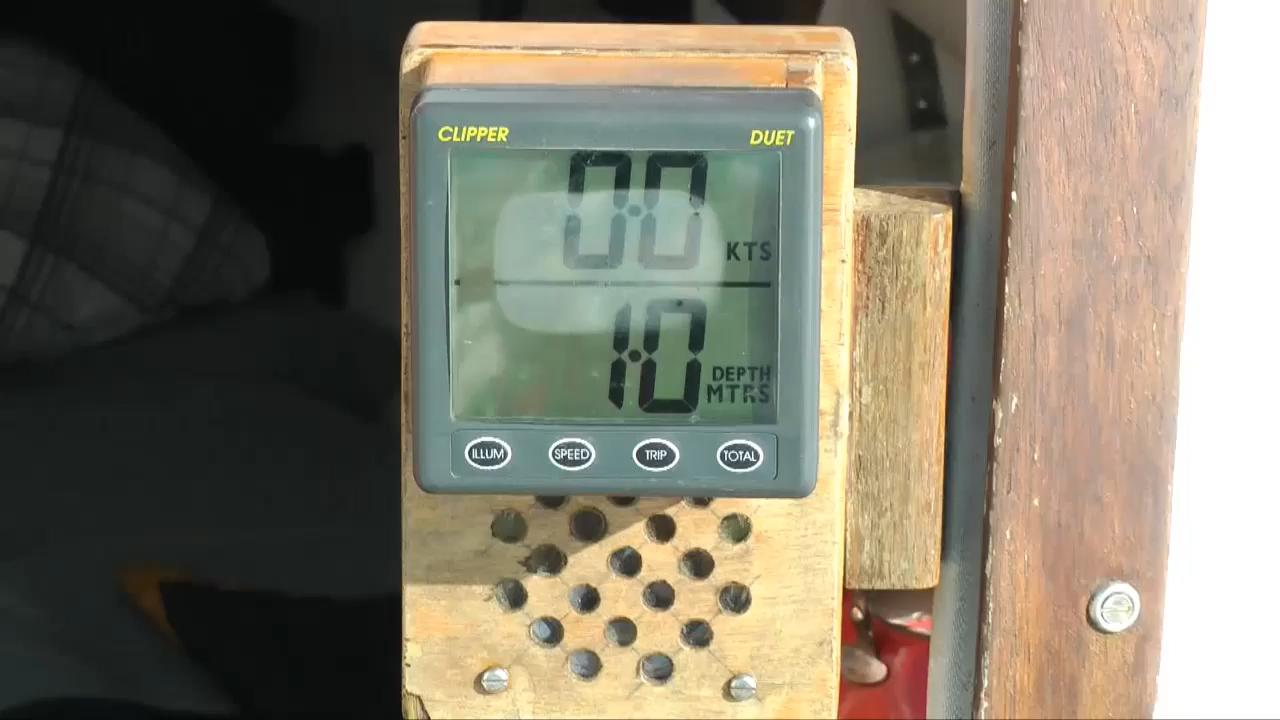 CLIPPER DUET
0.0 KTS
1.0 DEPTH MTRS
ILLUM SPEED TRIP TOTAL